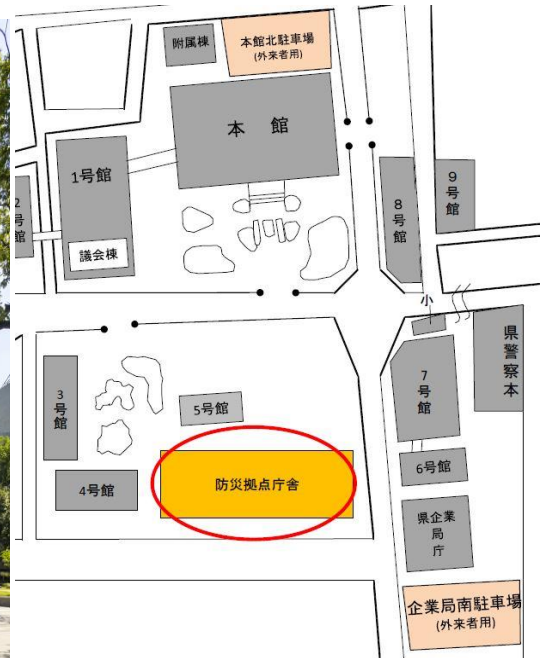 附属棟
本館北駐車場
(外来者用)
本 館
1号館
議会棟
2号館
8号館
9号館
小
県警察本
7号館
3号館
5号館
4号館
防災拠点庁舎
6号館
県企業局庁
企業局南駐車場
(外来者用)